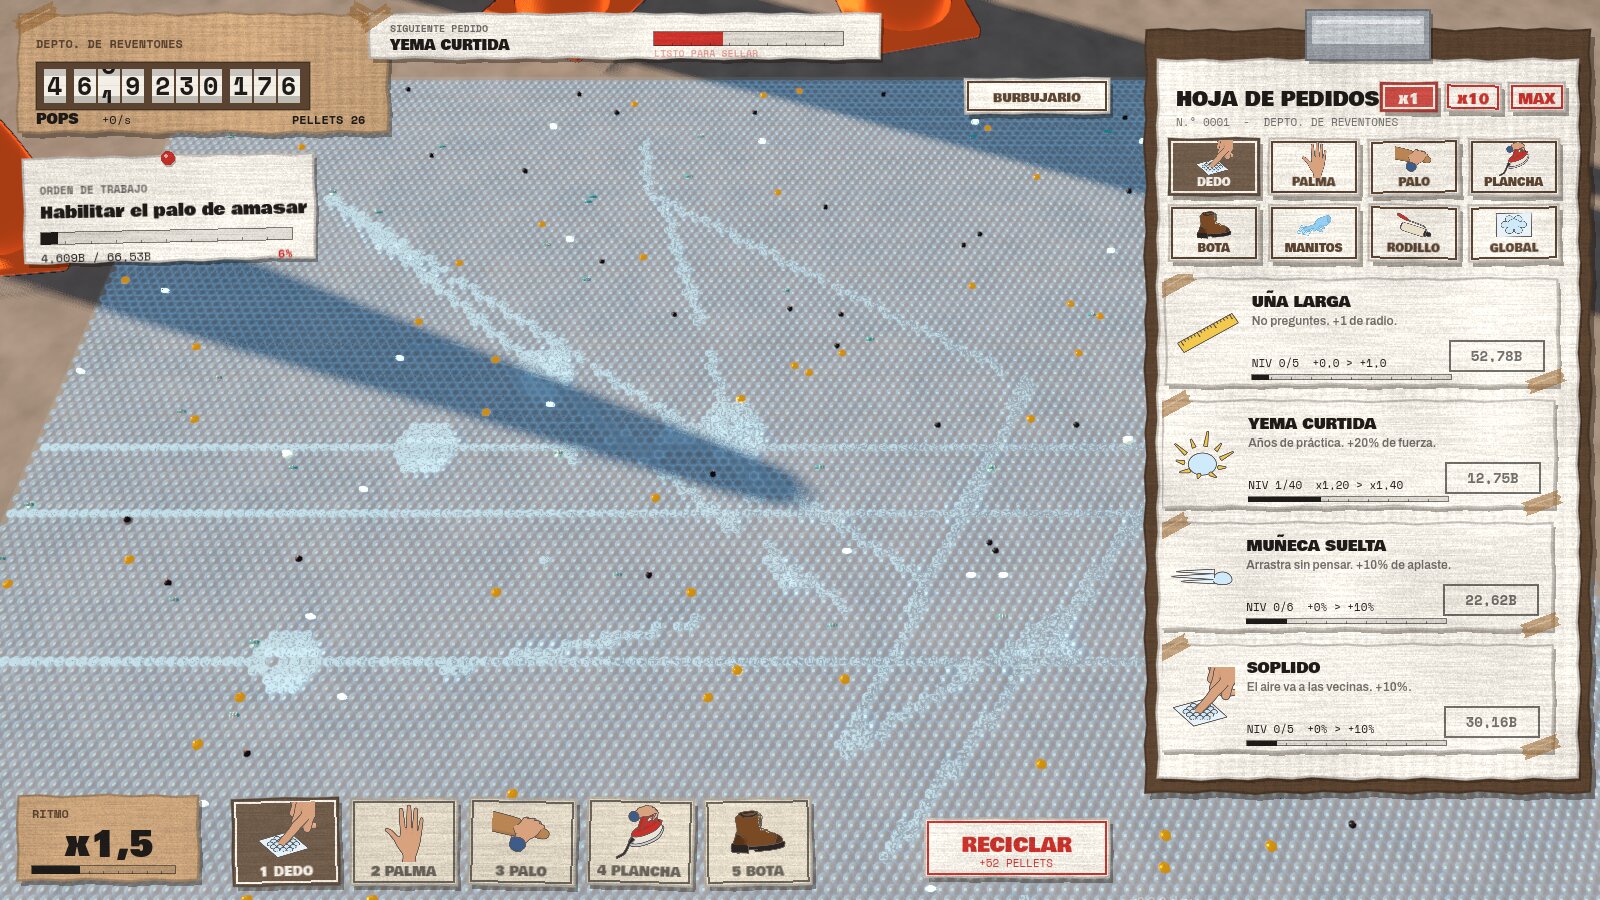 DEPTO. DE REVENTONES
46 9 230 176
POPS +0/s PELLETS 26
SIGUIENTE PEDIDO
YEMA CURTIDA
LISTO PARA SELLAR
BURBUJARIO
ORDEN DE TRABAJO
Habilitar el palo de amasar
4.609B / 66.53B 6%
HOJA DE PEDIDOS x1 x10 MAX
N.° 0001 - DEPTO. DE REVENTONES
DEDO PALMA PALO PLANCHA
BOTA MANITOS RODILLO GLOBAL
UÑA LARGA
No preguntes. +1 de radio.
NIV 0/5 +0,0 > +1,0
52,78B
YEMA CURTIDA
Años de práctica. +20% de fuerza.
NIV 1/40 x1,20 > x1,40
12,75B
MUÑECA SUELTA
Arrastra sin pensar. +10% de aplaste.
NIV 0/6 +0% > +10%
22,62B
SOPLIDO
El aire va a las vecinas. +10%.
NIV 0/5 +0% > +10%
30,16B
RITMO
x1,5
1 DEDO 2 PALMA 3 PALO 4 PLANCHA 5 BOTA
RECICLAR
+52 PELLETS